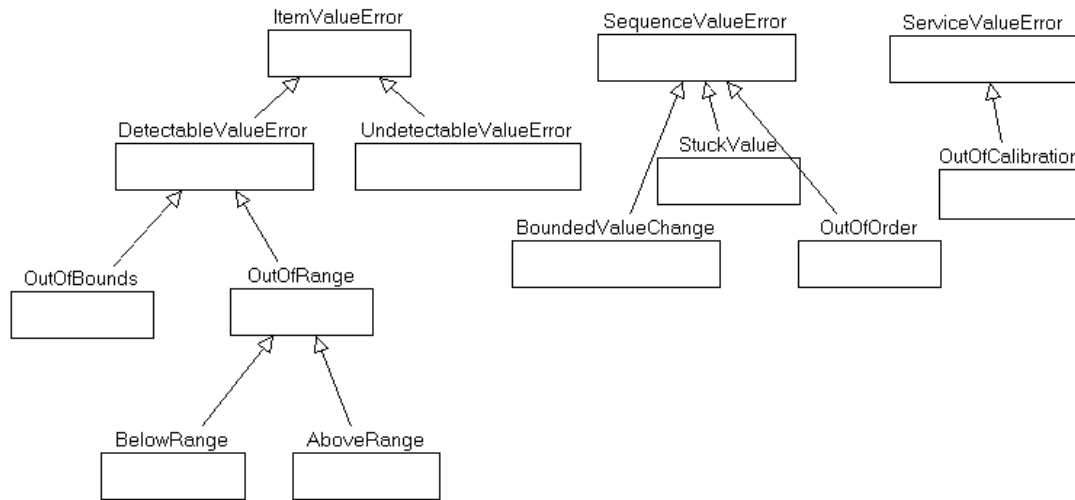 ItemValueError
SequenceValueError
ServiceValueError
DetectableValueError
UndetectableValueError
StuckValue
OutOfCalibration
BoundedValueChange
OutOfOrder
OutOfBounds
OutOfRange
BelowRange
AboveRange